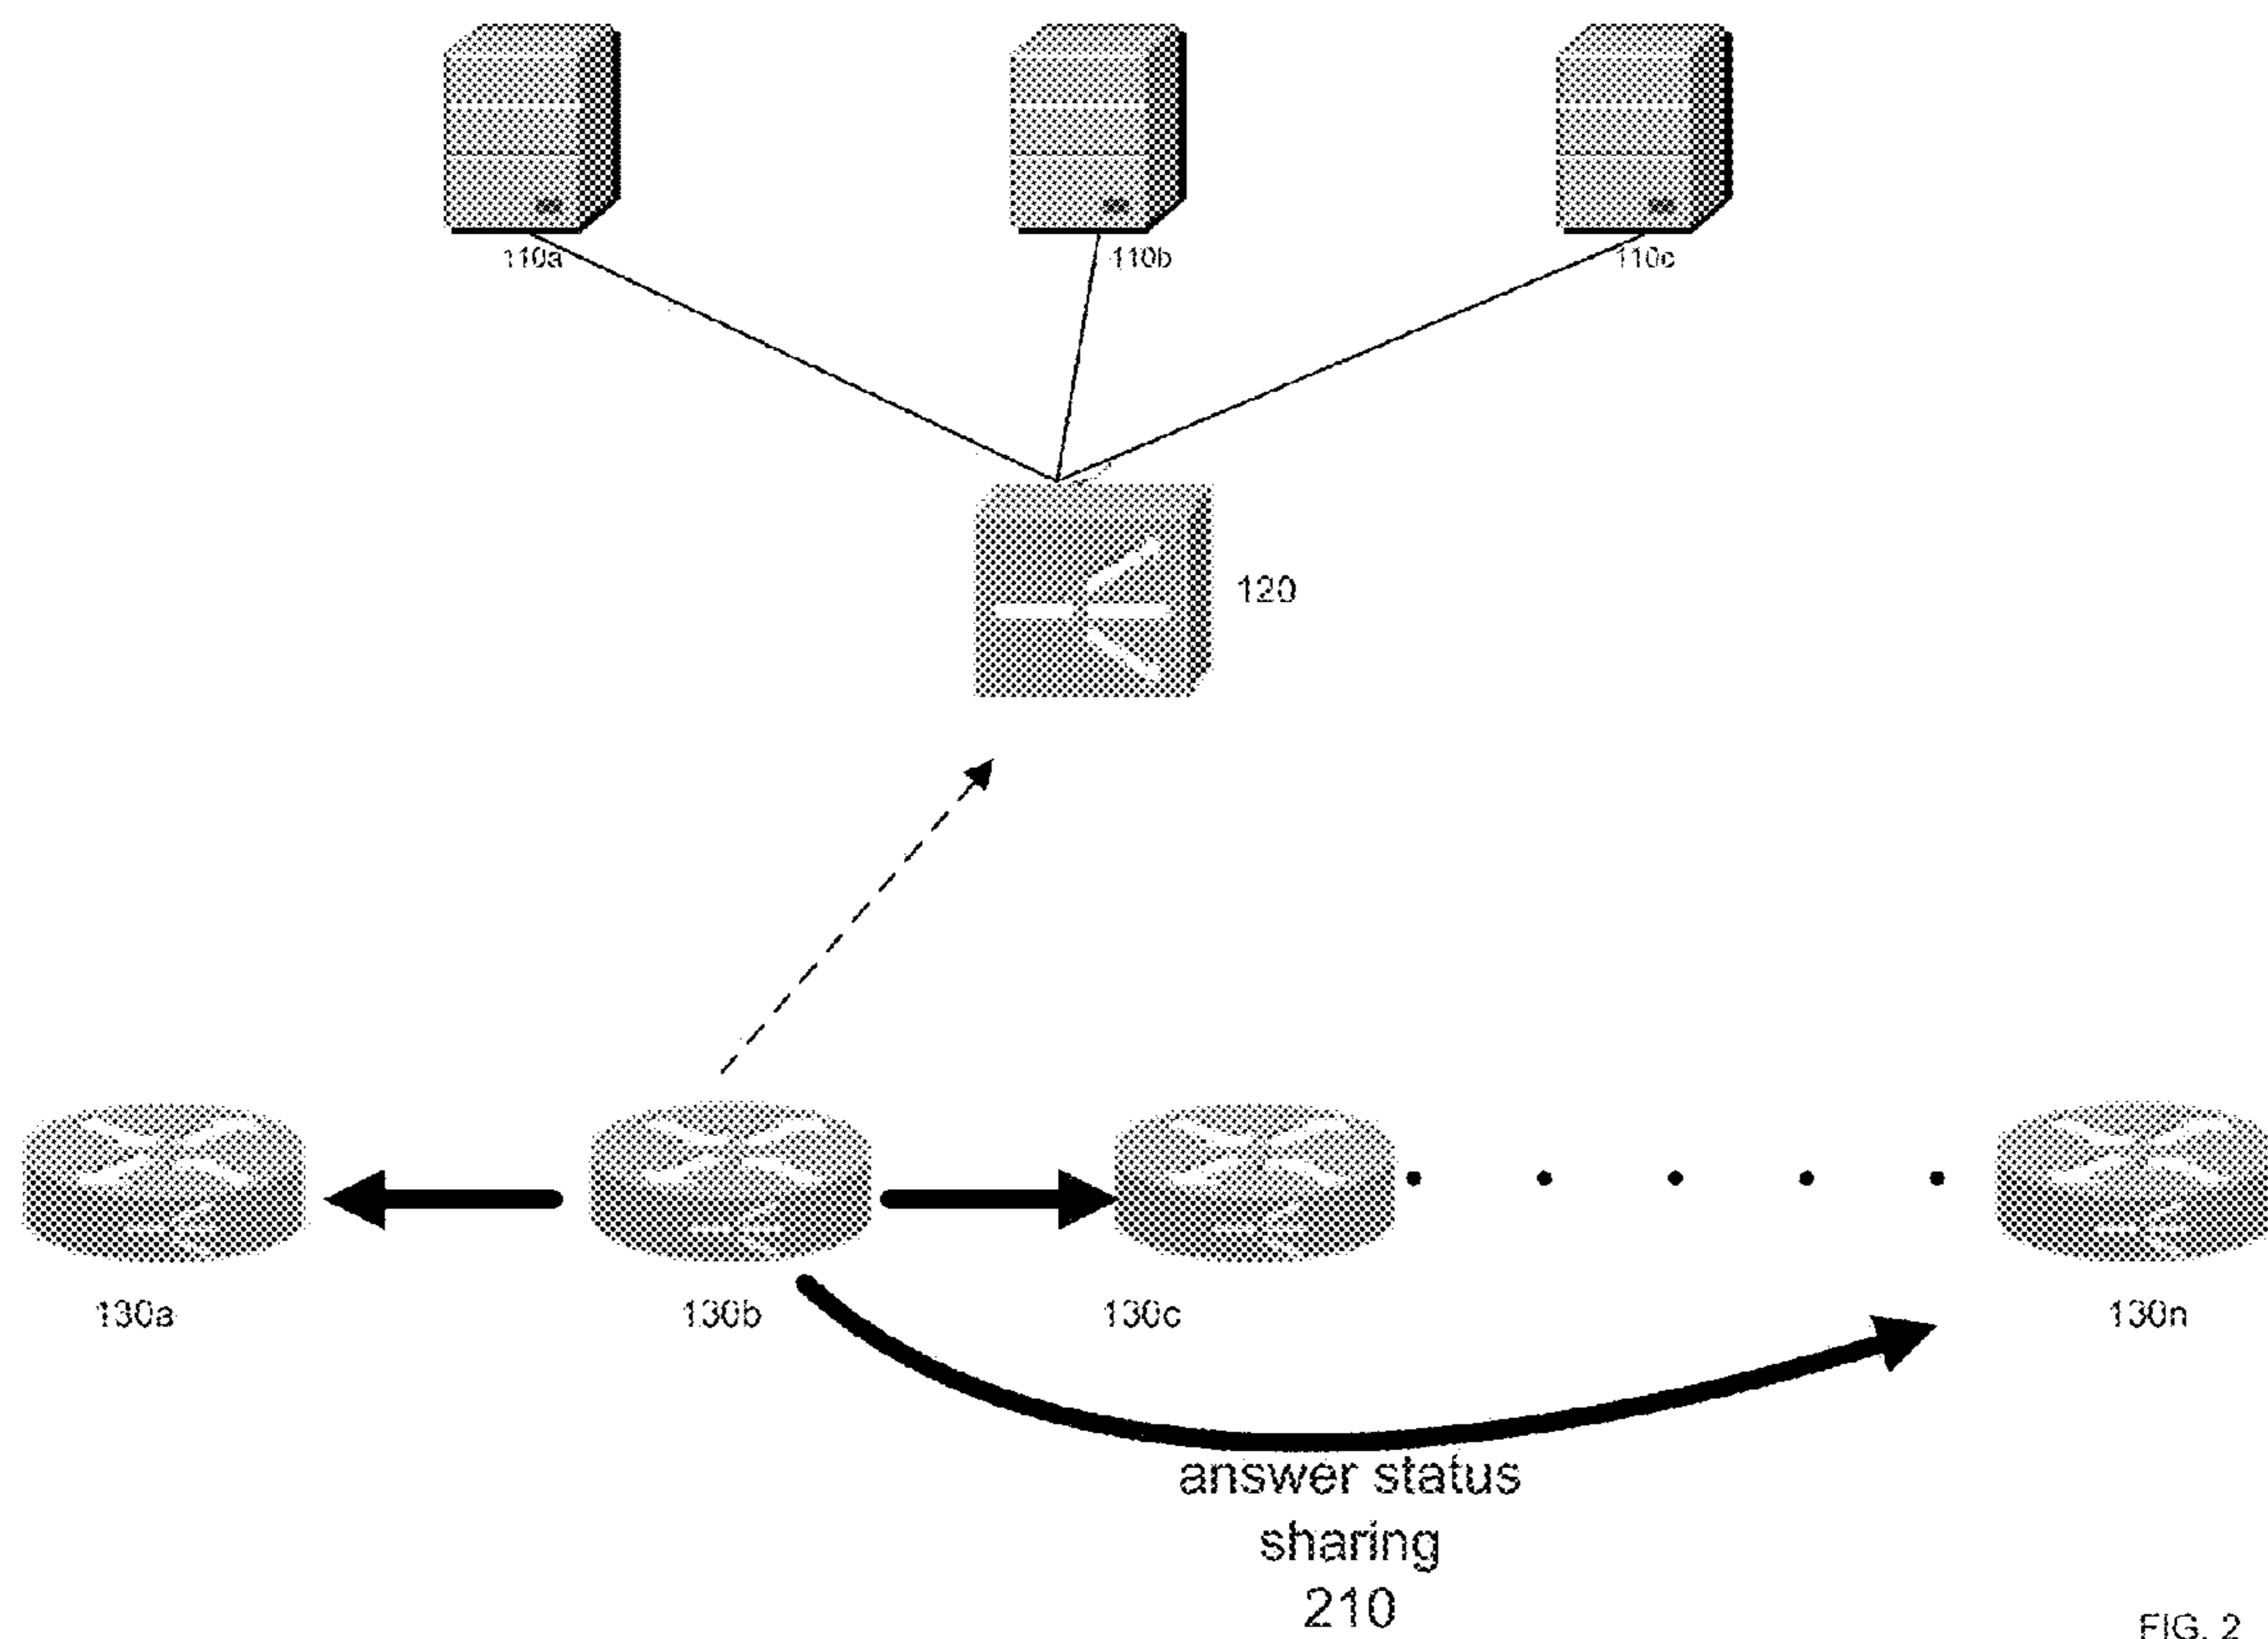 110a
110b
110c
120
130a
130b
130c
130n
answer status
sharing
210
FIG. 2